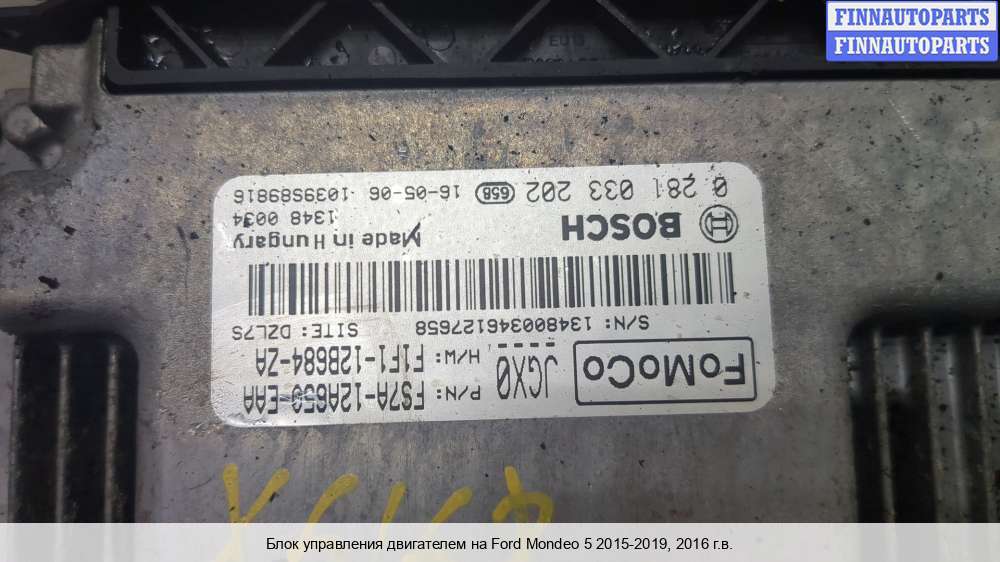 FINNAUTOPARTS
FINNAUTOPARTS
FoMoCo
JGX0
P/N: FS7A-12A650-EAA
H/W: F1F1-12B684-ZA
S/N: 134800346127658 SITE: DZL7S
BOSCH
Made in Hungary
1348 0034
0 281 033 202 658 16-05-06 1039S89816
Блок управления двигателем на Ford Mondeo 5 2015-2019, 2016 г.в.